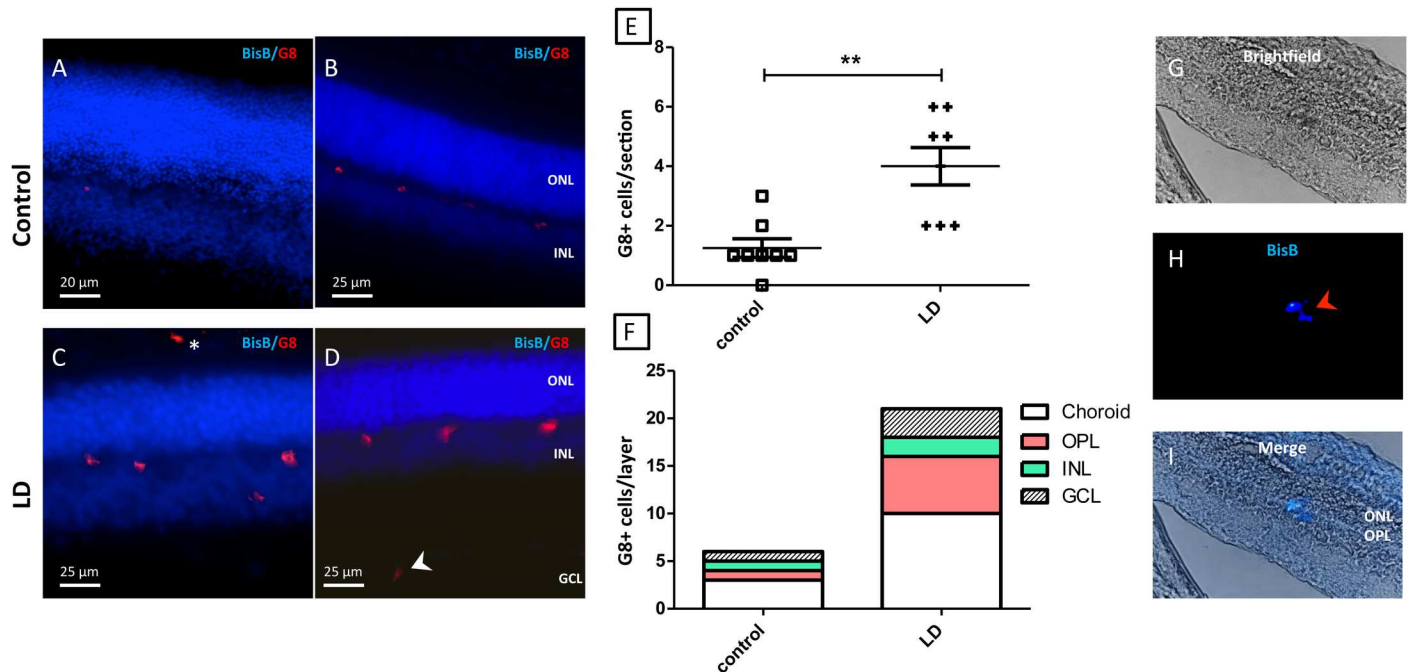 Control
A
BisB/G8
20 µm
B
BisB/G8
ONL
INL
25 µm
LD
C
BisB/G8
*
25 µm
D
BisB/G8
ONL
INL
GCL
25 µm
E
G8+ cells/section
8
6
4
2
0
**
control
LD
F
G8+ cells/layer
25
20
15
10
5
0
control
LD
Choroid
OPL
INL
GCL
G
Brightfield
H
BisB
I
Merge
ONL
OPL